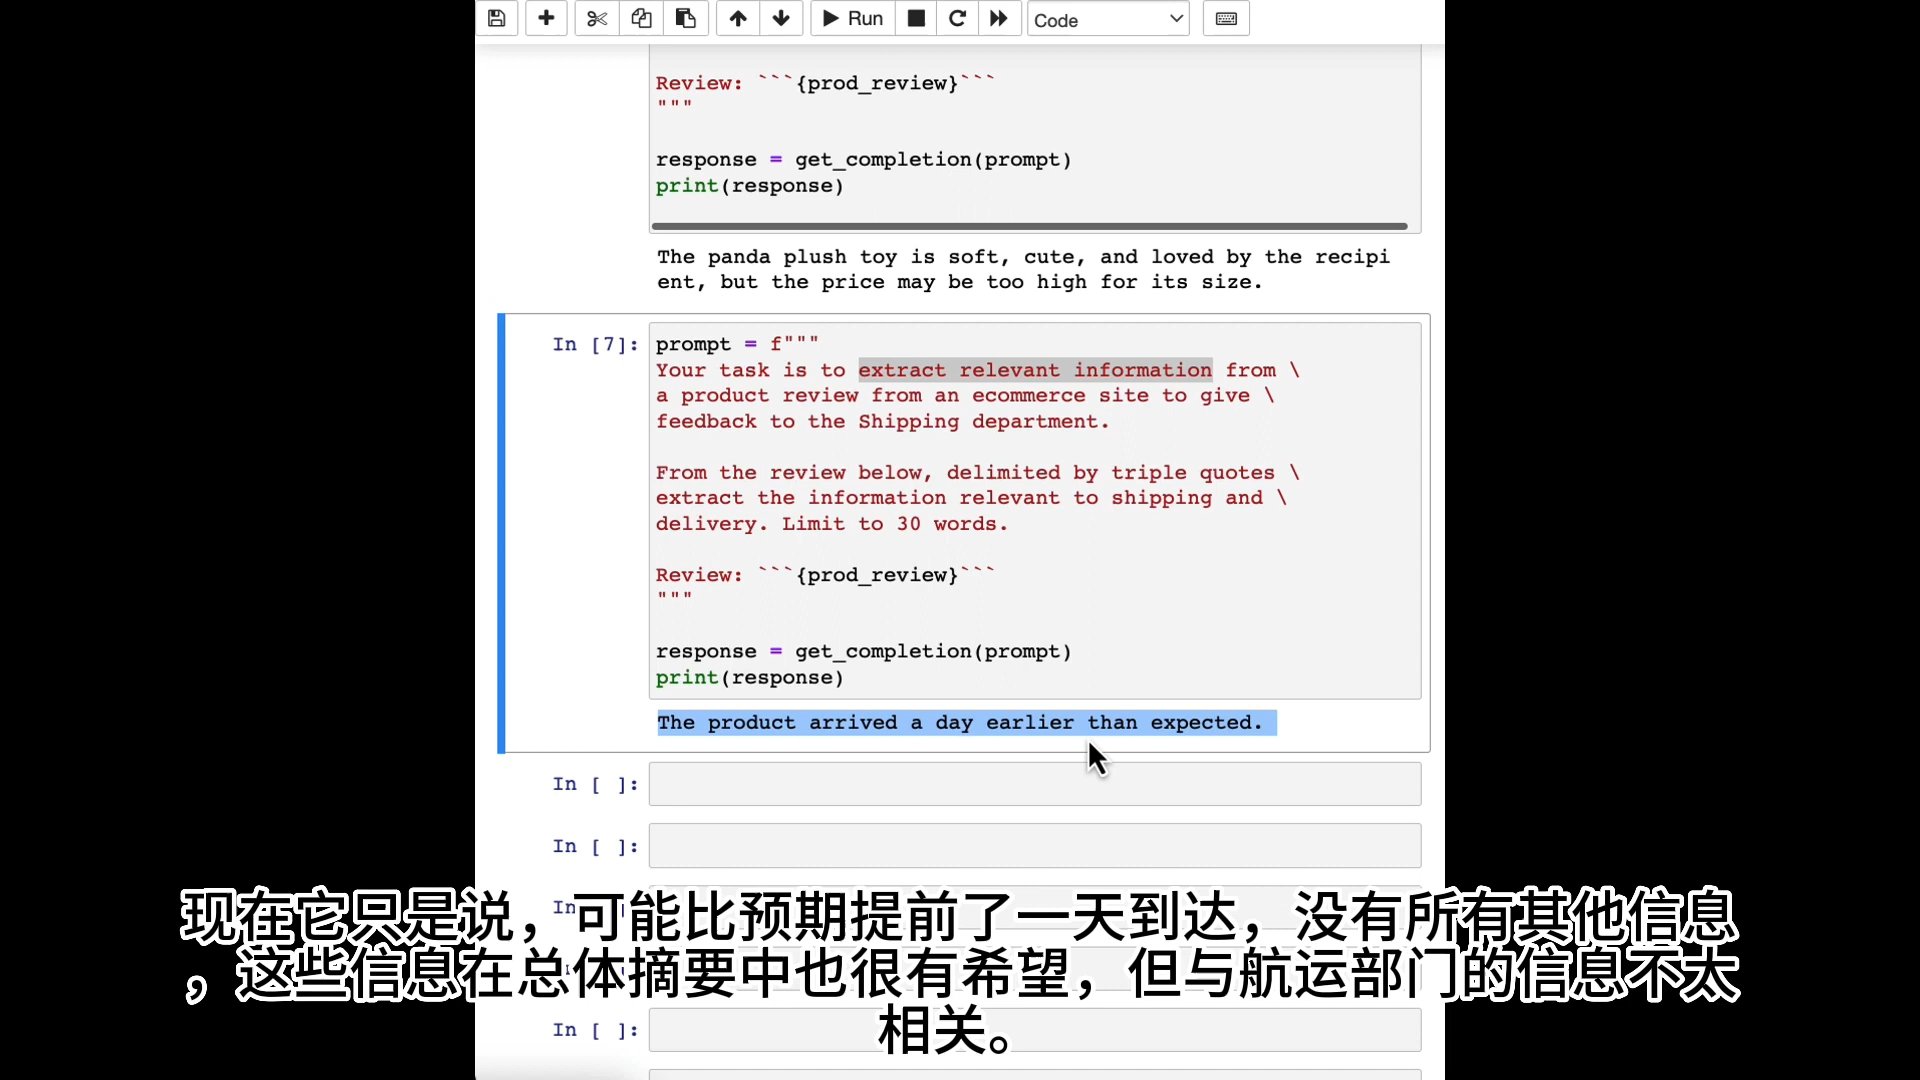 Run
Code
Review: ```{prod_review}```
"""
response = get_completion(prompt)
print(response)
The panda plush toy is soft, cute, and loved by the recipi
ent, but the price may be too high for its size.
In [7]:
prompt = f"""
Your task is to extract relevant information from \
a product review from an ecommerce site to give \
feedback to the Shipping department.
From the review below, delimited by triple quotes \
extract the information relevant to shipping and \
delivery. Limit to 30 words.
Review: ```{prod_review}```
"""
response = get_completion(prompt)
print(response)
The product arrived a day earlier than expected.
In [ ]:
In [ ]:
In
现在它只是说，可能比预期提前了一天到达，没有所有其他信息
，这些信息在总体摘要中也很有希望，但与航运部门的信息不太
相关。
In [ ]: